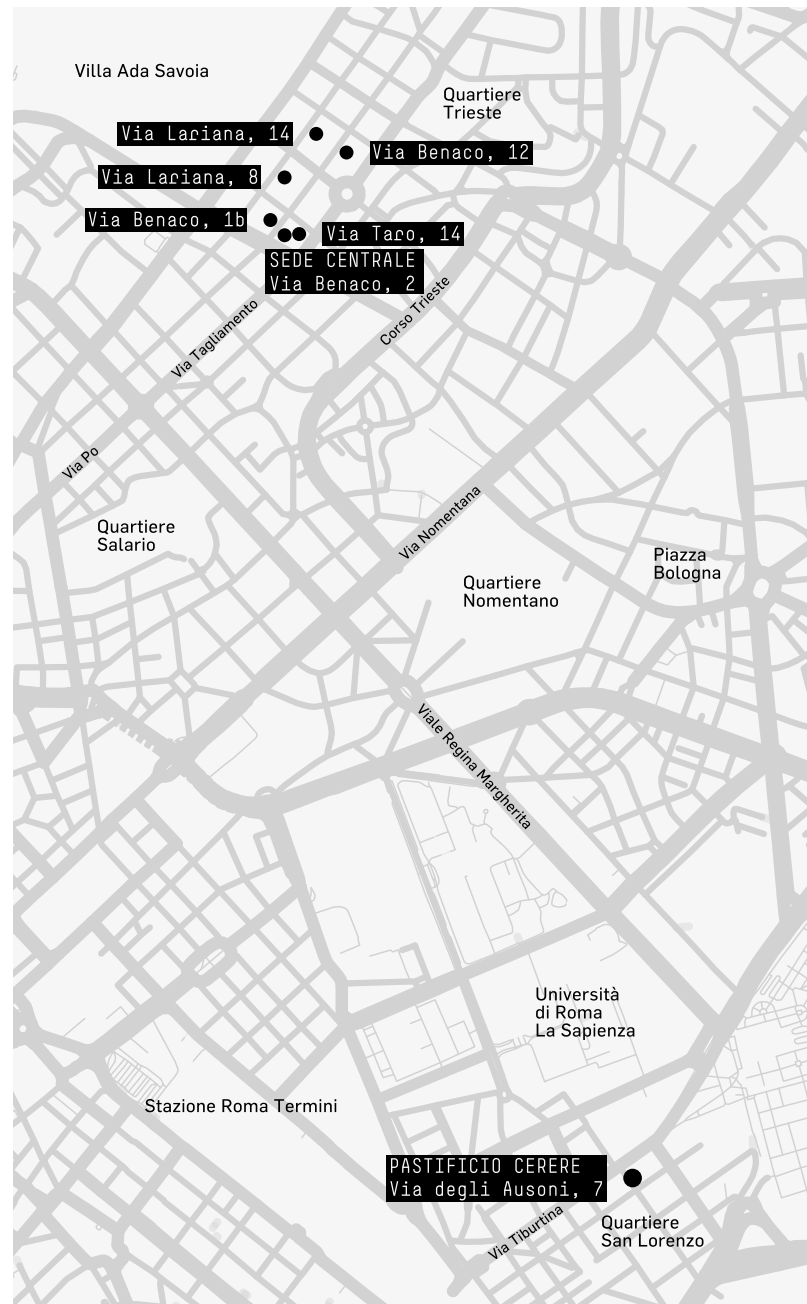 Villa Ada Savoia
Quartiere
Trieste
Via Lariana, 14
Via Benaco, 12
Via Lariana, 8
Via Benaco, 1b
Via Taro, 14
SEDE CENTRALE
Via Benaco, 2
Via Tagliamento
Corso Trieste
Via Po
Via Nomentana
Quartiere
Salario
Piazza
Bologna
Quartiere
Nomentano
Viale Regina Margherita
Università
di Roma
La Sapienza
Stazione Roma Termini
PASTIFICIO CERERE
Via degli Ausoni, 7
Via Tiburtina
Quartiere
San Lorenzo